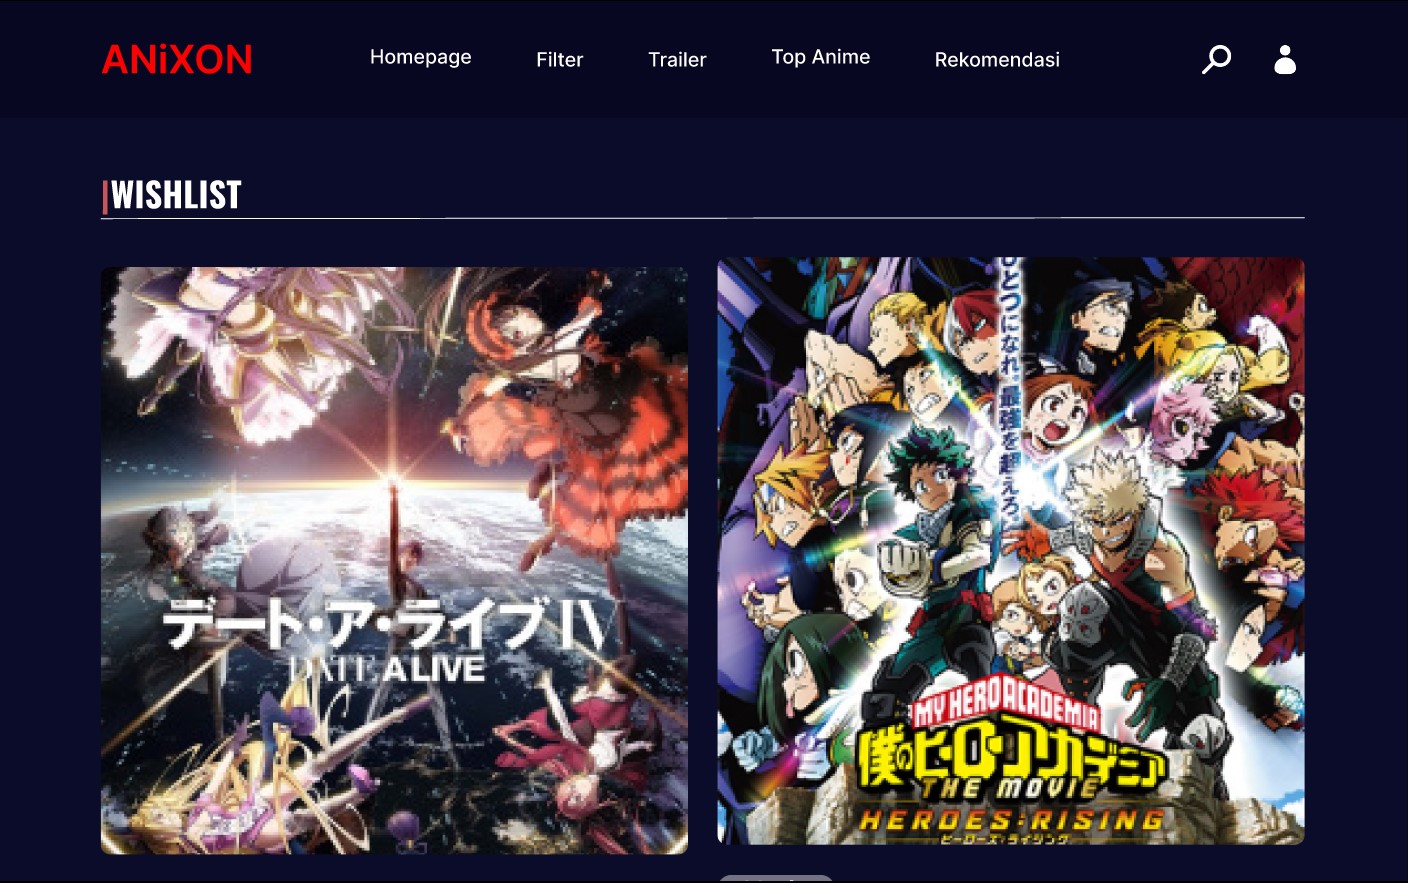 ANiXON
Homepage
Filter
Trailer
Top Anime
Rekomendasi
WISHLIST
デート・ア・ライブ IV
DATE A LIVE
ひとつになれ。最強を超えろ。
MY HERO ACADEMIA
僕のヒーローアカデミア
THE MOVIE
HEROES:RISING
ヒーローズ:ライジング